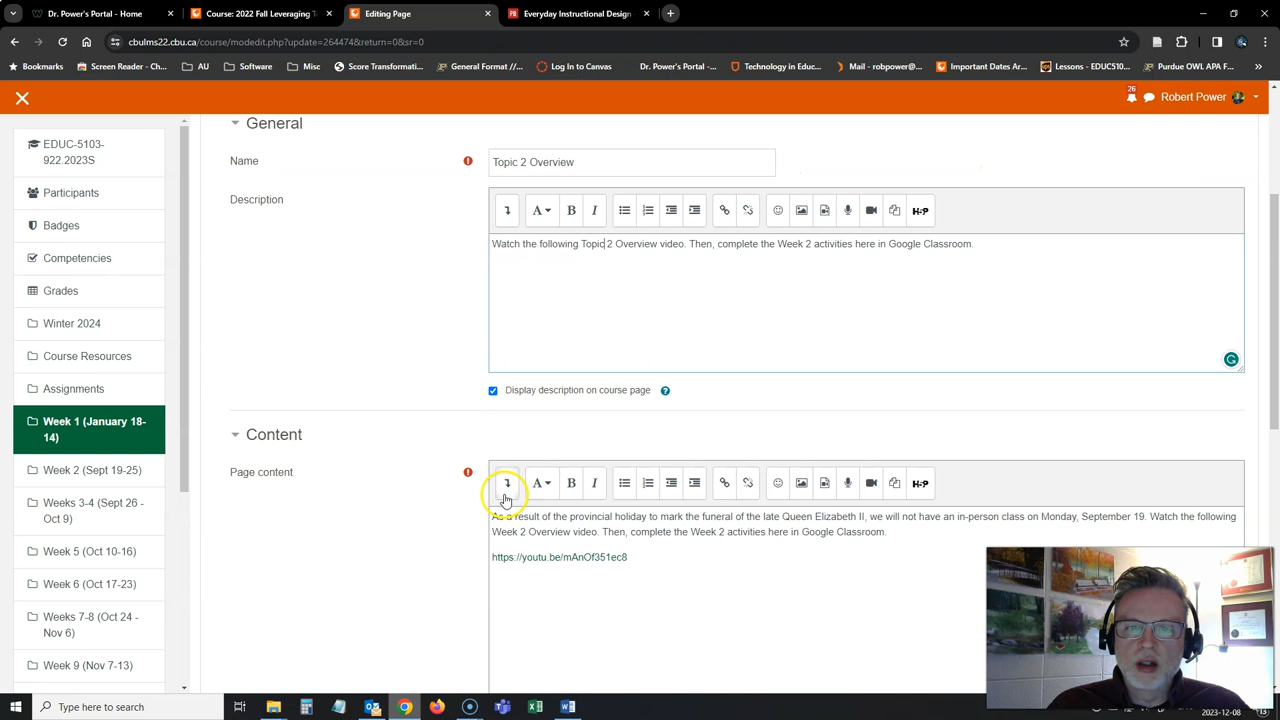 Dr. Power's Portal - Home
Course: 2022 Fall Leveraging T
Editing Page
Everyday Instructional Design
cbulms22.cbu.ca/course/modedit.php?update=264474&return=0&sr=0
Bookmarks
Screen Reader - Ch...
AU
Software
Misc
Score Transformati...
General Format //...
Log In to Canvas
Dr. Power's Portal -...
Technology in Educ...
Mail - robpower@...
Important Dates Ar...
Lessons - EDUC510...
Purdue OWL APA F...
26
Robert Power
EDUC-5103-
922.2023S
Participants
Badges
Competencies
Grades
Winter 2024
Course Resources
Assignments
Week 1 (January 18-
14)
Week 2 (Sept 19-25)
Weeks 3-4 (Sept 26 -
Oct 9)
Week 5 (Oct 10-16)
Week 6 (Oct 17-23)
Weeks 7-8 (Oct 24 -
Nov 6)
Week 9 (Nov 7-13)
General
Name
Topic 2 Overview
Description
A B I
H-P
Watch the following Topic 2 Overview video. Then, complete the Week 2 activities here in Google Classroom.
Display description on course page
Content
Page content
A B I
H-P
As a result of the provincial holiday to mark the funeral of the late Queen Elizabeth II, we will not have an in-person class on Monday, September 19. Watch the following
Week 2 Overview video. Then, complete the Week 2 activities here in Google Classroom.
https://youtu.be/mAnOf351ec8
Type here to search
2023-12-08
13